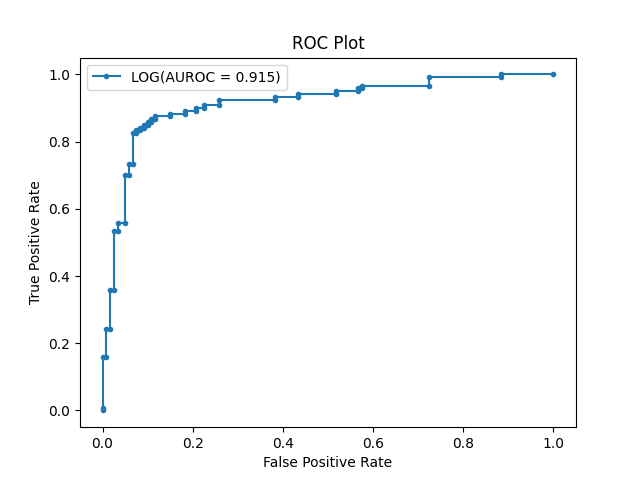 ROC Plot
LOG(AUROC = 0.915)
1.0
0.8
0.6
0.4
0.2
0.0
True Positive Rate
0.0 0.2 0.4 0.6 0.8 1.0
False Positive Rate